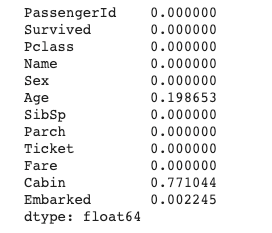 PassengerId 0.000000
Survived 0.000000
Pclass 0.000000
Name 0.000000
Sex 0.000000
Age 0.198653
SibSp 0.000000
Parch 0.000000
Ticket 0.000000
Fare 0.000000
Cabin 0.771044
Embarked 0.002245
dtype: float64